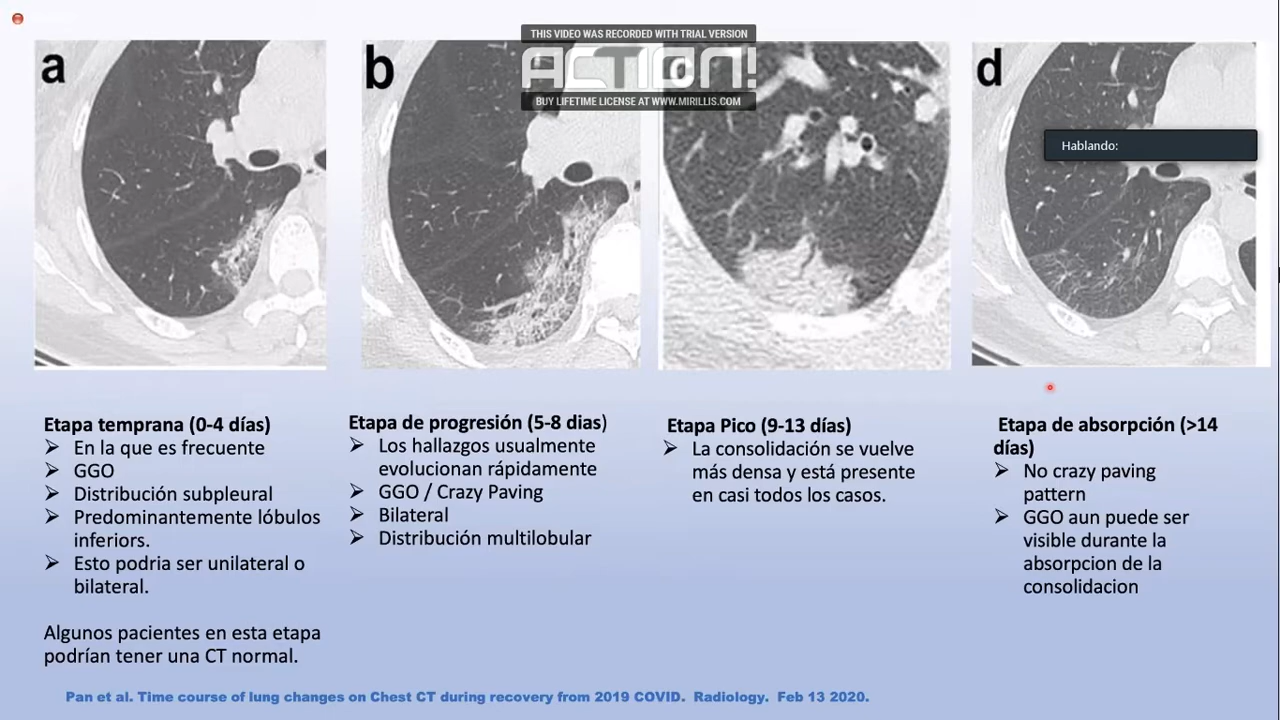 THIS VIDEO WAS RECORDED WITH TRIAL VERSION
ACTION!
BUY LIFETIME LICENSE AT WWW.MIRILLIS.COM
a
b
c
d
Hablando:
Etapa temprana (0-4 días)
En la que es frecuente
GGO
Distribución subpleural
Predominantemente lóbulos
inferiors.
Esto podria ser unilateral o
bilateral.
Algunos pacientes en esta etapa
podrían tener una CT normal.
Etapa de progresión (5-8 dias)
Los hallazgos usualmente
evolucionan rápidamente
GGO / Crazy Paving
Bilateral
Distribución multilobular
Etapa Pico (9-13 días)
La consolidación se vuelve
más densa y está presente
en casi todos los casos.
Etapa de absorpción (>14
días)
No crazy paving
pattern
GGO aun puede ser
visible durante la
absorpcion de la
consolidacion
Pan et al. Time course of lung changes on Chest CT during recovery from 2019 COVID. Radiology. Feb 13 2020.